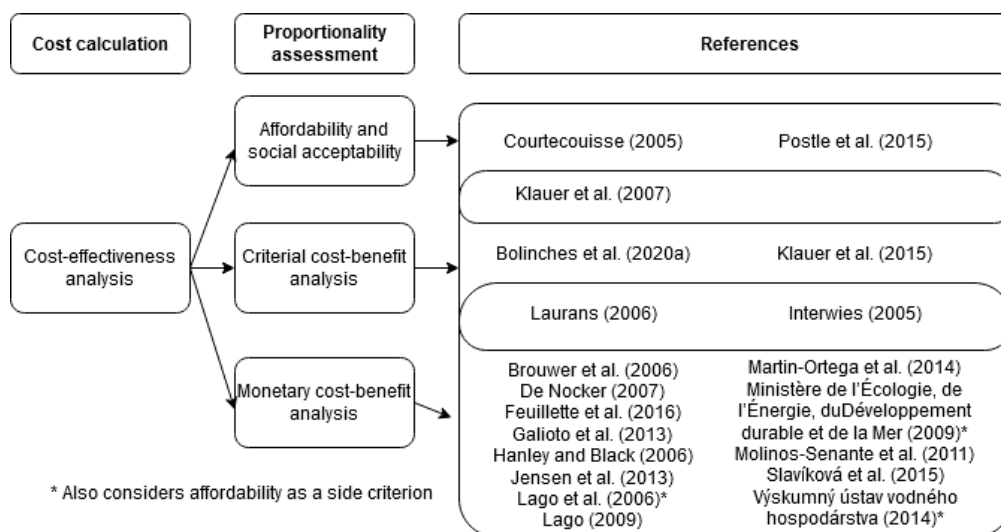 Cost calculation
Proportionality
assessment
References
Cost-effectiveness
analysis
Affordability and
social acceptability
Criterial cost-benefit
analysis
Monetary cost-benefit
analysis
Courtecouisse (2005)
Postle et al. (2015)
Klauer et al. (2007)
Bolinches et al. (2020a)
Klauer et al. (2015)
Laurans (2006)
Interwies (2005)
Brouwer et al. (2006)
De Nocker (2007)
Feuillette et al. (2016)
Galioto et al. (2013)
Hanley and Black (2006)
Jensen et al. (2013)
Lago et al. (2006)*
Lago (2009)
Martin-Ortega et al. (2014)
Ministère de l'Écologie, de
l'Énergie, duDéveloppement
durable et de la Mer (2009)*
Molinos-Senante et al. (2011)
Slavíková et al. (2015)
Výskumný ústav vodného
hospodárstva (2014)*
* Also considers affordability as a side criterion